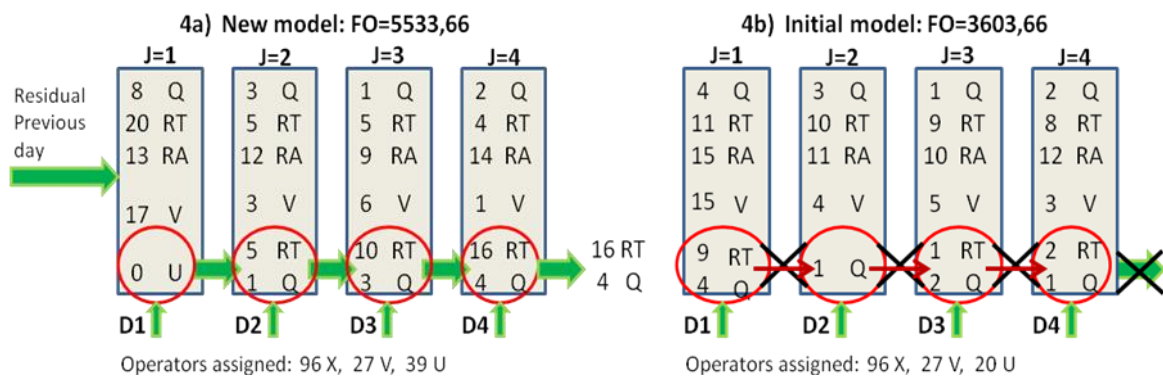 4a) New model: FO=5533,66
4b) Initial model: FO=3603,66
J=1 J=2 J=3 J=4
J=1 J=2 J=3 J=4
Residual
Previous
day
8 Q 3 Q 1 Q 2 Q
20 RT 5 RT 5 RT 4 RT
13 RA 12 RA 9 RA 14 RA
17 V 3 V 6 V 1 V
5 RT 10 RT 16 RT 16 RT
0 U 1 Q 3 Q 4 Q 4 Q
D1 D2 D3 D4
Operators assigned: 96 X, 27 V, 39 U
4 Q 3 Q 1 Q 2 Q
11 RT 10 RT 9 RT 8 RT
15 RA 11 RA 10 RA 12 RA
15 V 4 V 5 V 3 V
9 RT 1 RT 2 RT
4 Q 1 Q 2 Q 1 Q
D1 D2 D3 D4
Operators assigned: 96 X, 27 V, 20 U